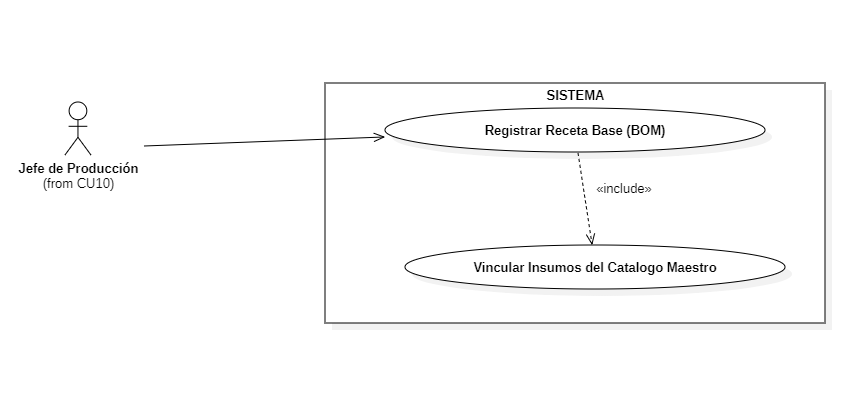 SISTEMA
Registrar Receta Base (BOM)
Jefe de Producción
(from CU10)
«include»
Vincular Insumos del Catalogo Maestro